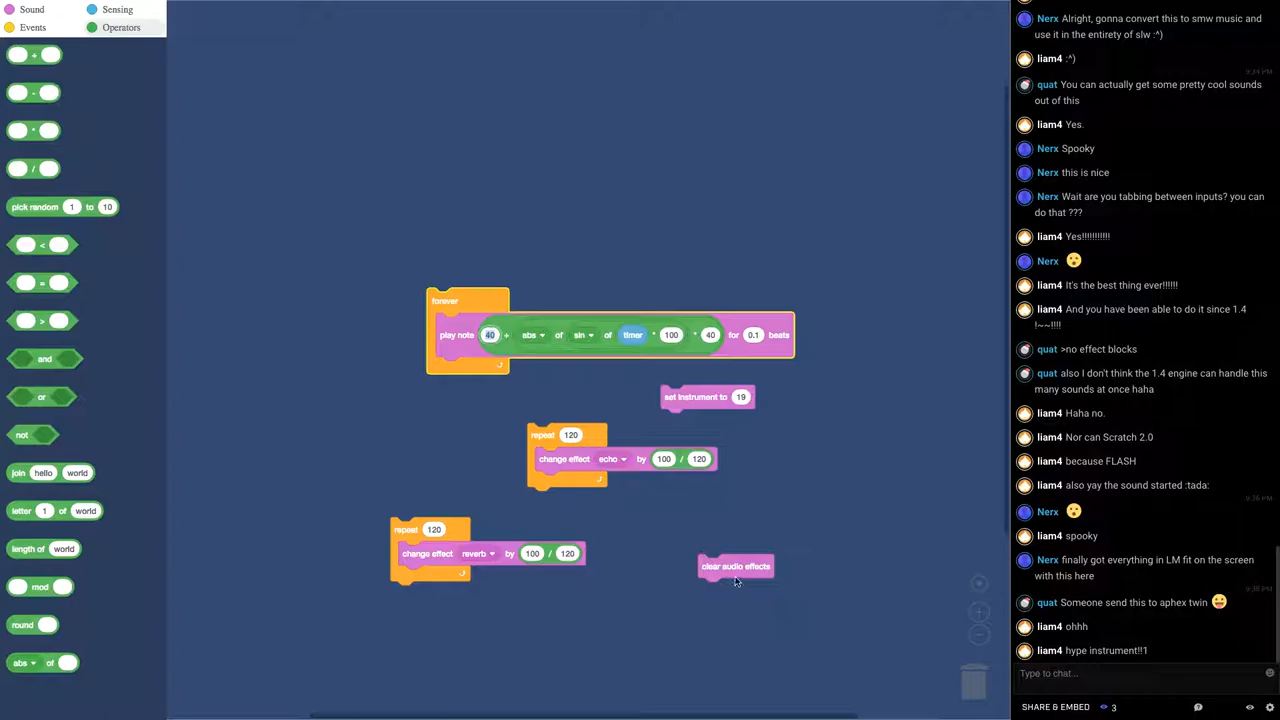 Sound
Sensing
Events
Operators
+
-
*
/
pick random 1 to 10
<
=
>
and
or
not
join hello world
letter 1 of world
length of world
mod
round
abs of
forever
play note 40 + abs of sin of timer * 100 * 40 for 0.1 beats
set instrument to 19
repeat 120
change effect echo by 100 / 120
repeat 120
change effect reverb by 100 / 120
clear audio effects
Nerx Alright, gonna convert this to smw music and
use it in the entirety of slw :^)
liam4 :^)
9:34 PM
quat You can actually get some pretty cool sounds
out of this
liam4 Yes.
Nerx Spooky
Nerx this is nice
Nerx Wait are you tabbing between inputs? you can
do that ???
liam4 Yes!!!!!!!!!!!
Nerx
liam4 It's the best thing ever!!!!!!
liam4 And you have been able to do it since 1.4
!~~!!!!
quat >no effect blocks
quat also I don't think the 1.4 engine can handle this
many sounds at once haha
liam4 Haha no.
liam4 Nor can Scratch 2.0
liam4 because FLASH
liam4 also yay the sound started :tada:
9:36 PM
Nerx
liam4 spooky
Nerx finally got everything in LM fit on the screen
with this here
9:38 PM
quat Someone send this to aphex twin
liam4 ohhh
liam4 hype instrument!!1
Type to chat...
SHARE & EMBED 3